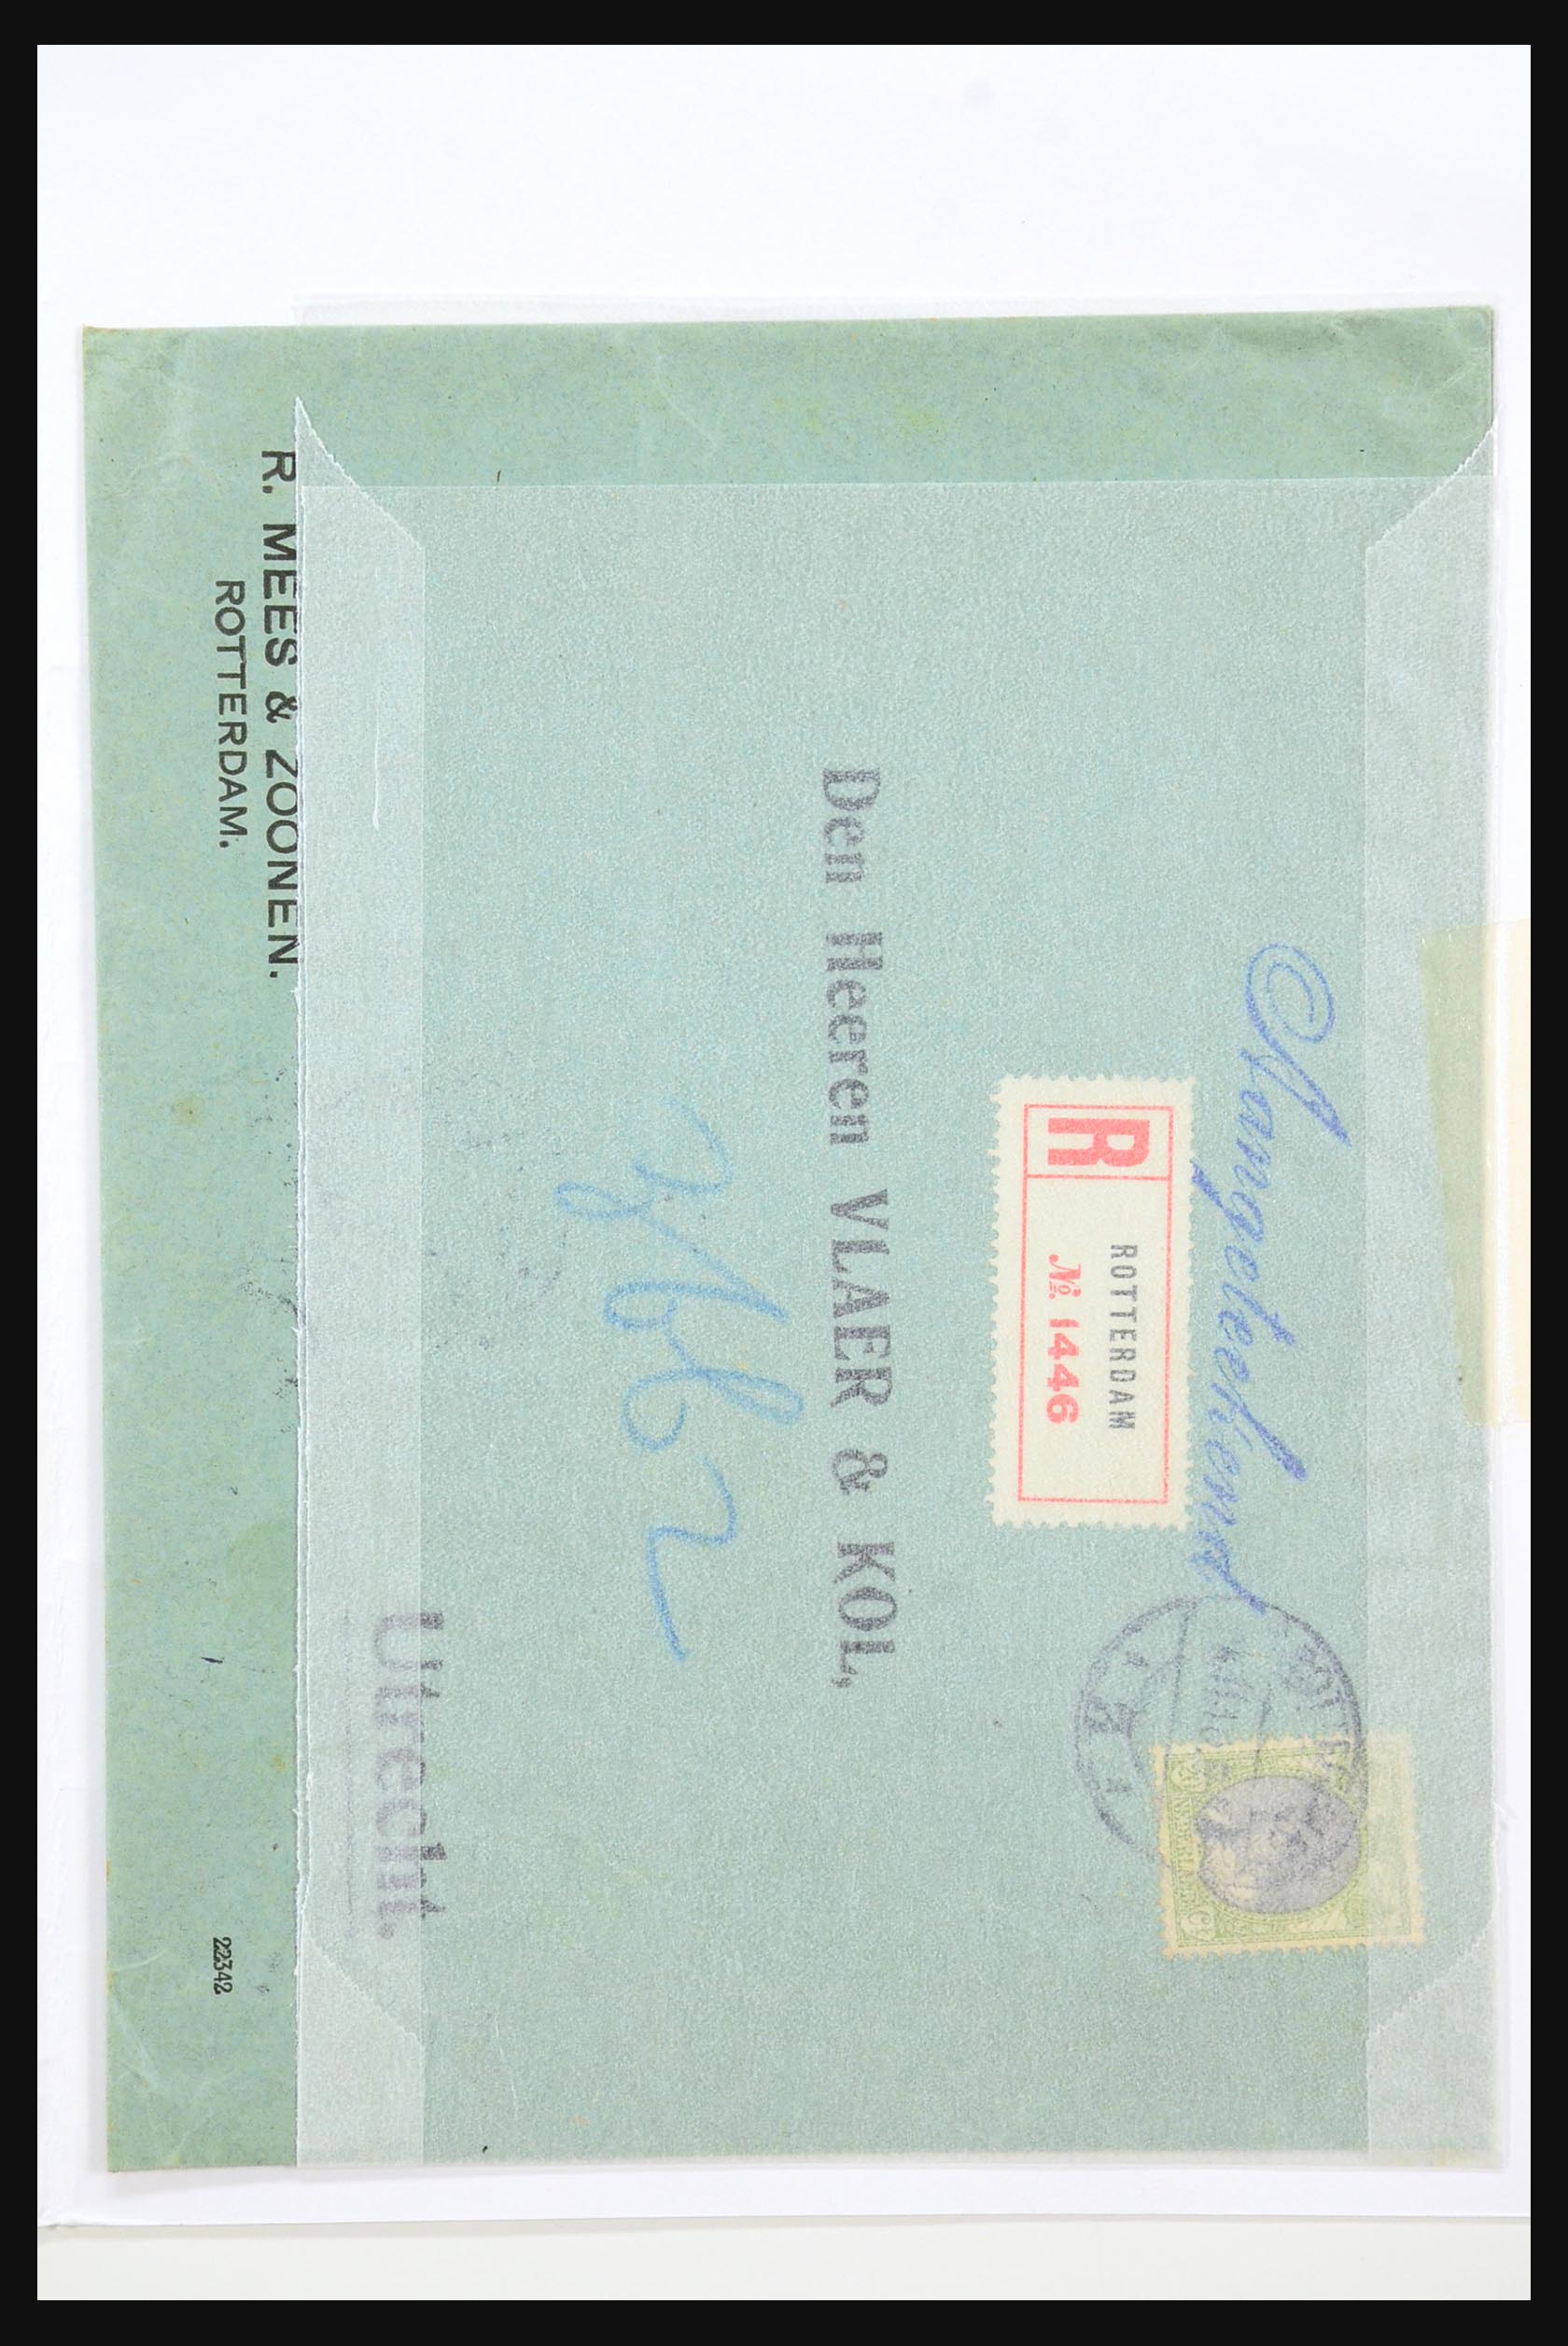 Aangeteekend
R
ROTTERDAM
No. 1446
Den Heeren VLAER & KOL,
Utrecht.
R. MEES & ZOONEN.
ROTTERDAM.
22342